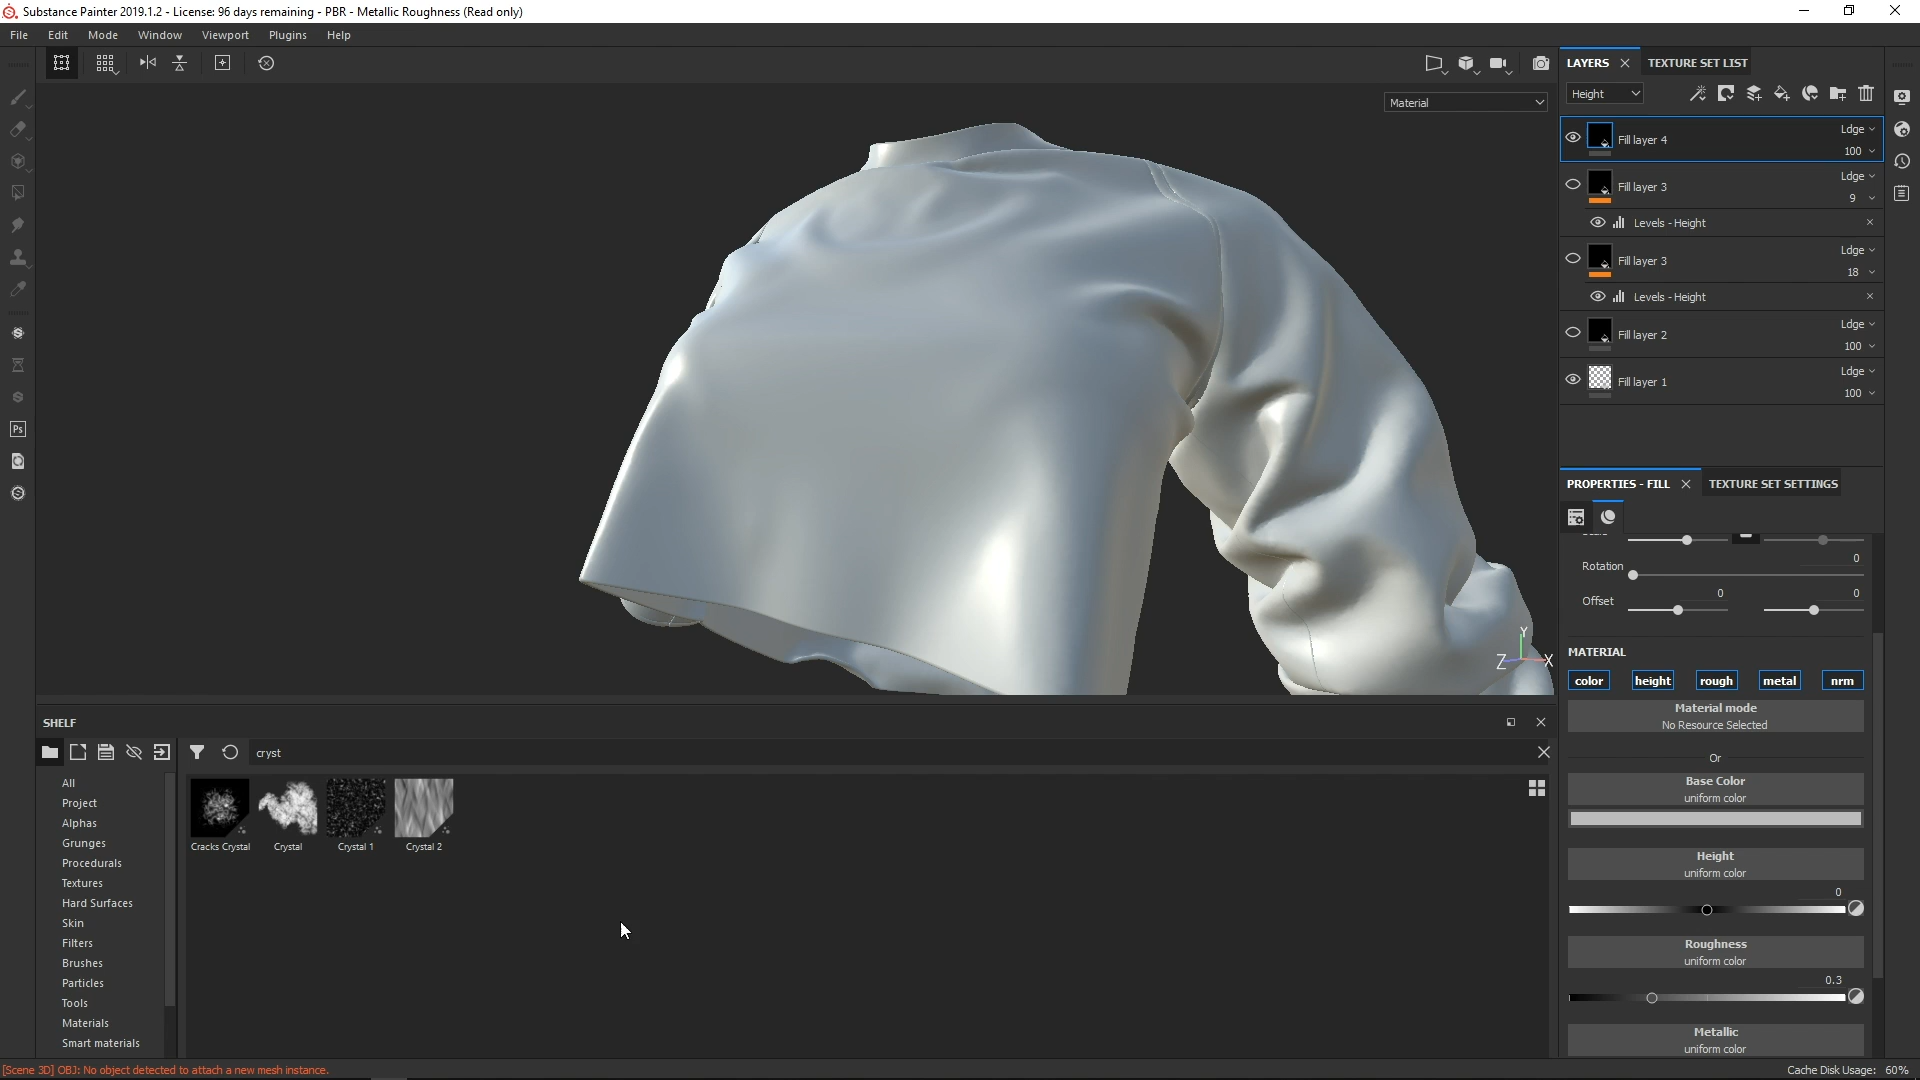 Substance Painter 2019.1.2 - License: 96 days remaining - PBR - Metallic Roughness (Read only)
File Edit Mode Window Viewport Plugins Help
Material
LAYERS
TEXTURE SET LIST
Height
Fill layer 4
Ldge
100
Fill layer 3
Ldge
9
Levels - Height
Fill layer 3
Ldge
18
Levels - Height
Fill layer 2
Ldge
100
Fill layer 1
Ldge
100
Ps
PROPERTIES - FILL
TEXTURE SET SETTINGS
Rotation
0
Offset
0
0
MATERIAL
color height rough metal nrm
Material mode
No Resource Selected
Or
Base Color
uniform color
Height
uniform color
0
Roughness
uniform color
0.3
Metallic
uniform color
Y
Z
X
SHELF
cryst
All
Project
Alphas
Grunges
Procedurals
Textures
Hard Surfaces
Skin
Filters
Brushes
Particles
Tools
Materials
Smart materials
Cracks Crystal
Crystal
Crystal 1
Crystal 2
[Scene 3D] OBJ: No object detected to attach a new mesh instance.
Cache Disk Usage: 60%